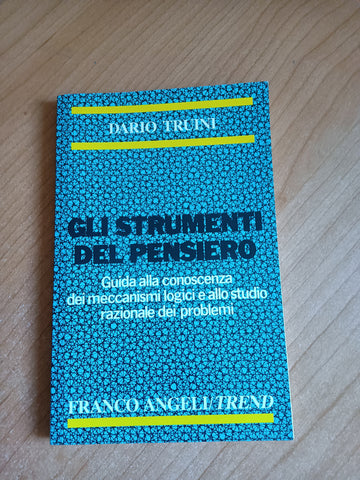 DARIO TRUINI
GLI STRUMENTI
DEL PENSIERO
Guida alla conoscenza
dei meccanismi logici e allo studio
razionale dei problemi
FRANCO ANGELI/TREND